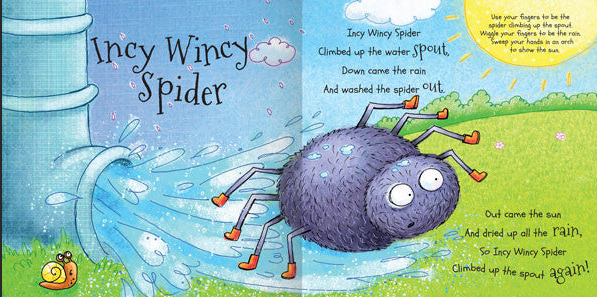 Incy Wincy
Spider
Incy Wincy Spider
Climbed up the water spout,
Down came the rain
And washed the spider out.
Use your fingers to be the
spider climbing up the spout.
Wiggle your fingers to be the rain.
Sweep your hands in an arch
to show the sun.
Out came the sun
And dried up all the rain,
So Incy Wincy Spider
Climbed up the spout again!